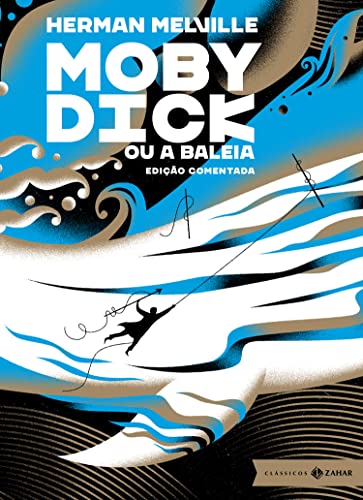 HERMAN MELVILLE
MOBY
DICK
OU A BALEIA
EDIÇÃO COMENTADA
CLÁSSICOS ZAHAR